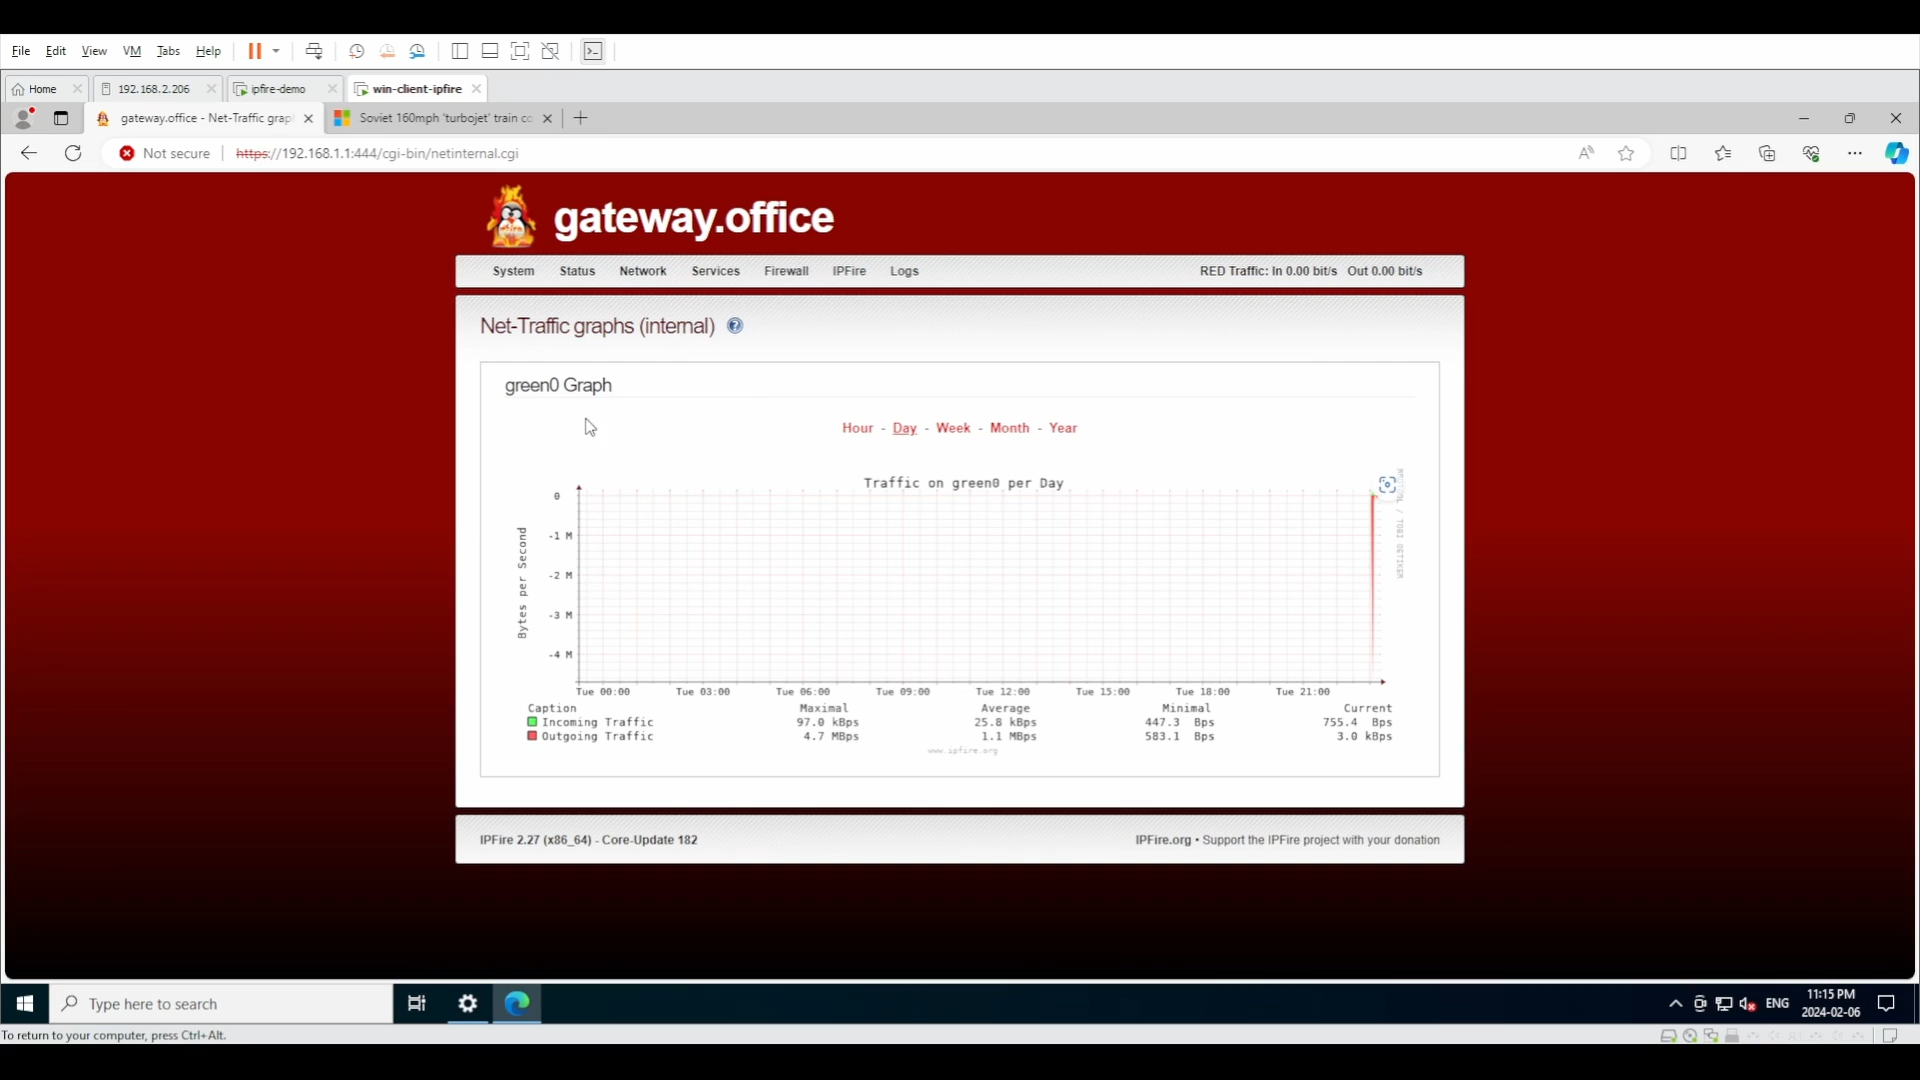 File Edit View VM Tabs Help
Home 192.168.2.206 ipfire-demo win-client-ipfire
gateway.office - Net-Traffic grap Soviet 160mph 'turbojet' train co
Not secure https://192.168.1.1:444/cgi-bin/netinternal.cgi
gateway.office
System Status Network Services Firewall IPFire Logs RED Traffic: In 0.00 bit/s Out 0.00 bit/s
Net-Traffic graphs (internal)
green0 Graph
Hour - Day - Week - Month - Year
Traffic on green0 per Day
TOBI OETIKER
Bytes per Second
0
-1 M
-2 M
-3 M
-4 M
Tue 00:00 Tue 03:00 Tue 06:00 Tue 09:00 Tue 12:00 Tue 15:00 Tue 18:00 Tue 21:00
Caption Maximal Average Minimal Current
Incoming Traffic 97.0 kBps 25.8 kBps 447.3 Bps 755.4 Bps
Outgoing Traffic 4.7 MBps 1.1 MBps 583.1 Bps 3.0 kBps
www.ipfire.org
IPFire 2.27 (x86_64) - Core-Update 182 IPFire.org • Support the IPFire project with your donation
Type here to search ENG 11:15 PM
2024-02-06
To return to your computer, press Ctrl+Alt.